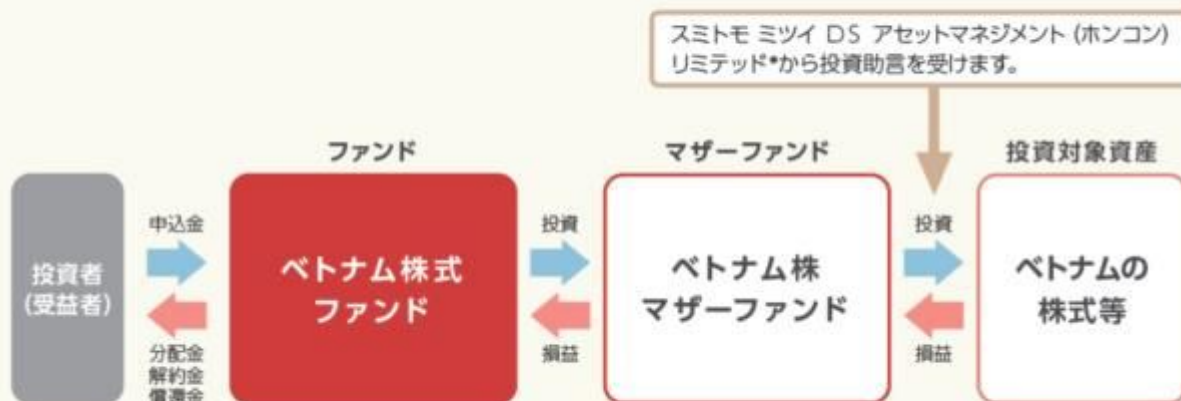 スミトモ ミツイ DS アセットマネジメント (ホンコン)
リミテッド*から投資助言を受けます。
ファンド
マザーファンド
投資対象資産
投資者
(受益者)
申込金
分配金
解約金
償還金
ベトナム株式
ファンド
投資
損益
ベトナム株
マザーファンド
投資
損益
ベトナムの
株式等